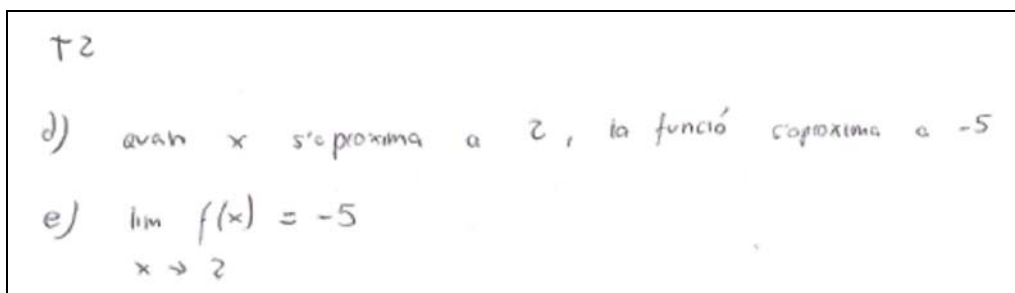 T2
d) quan x s'aproxima a 2, la funció s'aproxima a -5
e) lim f(x) = -5
x → 2